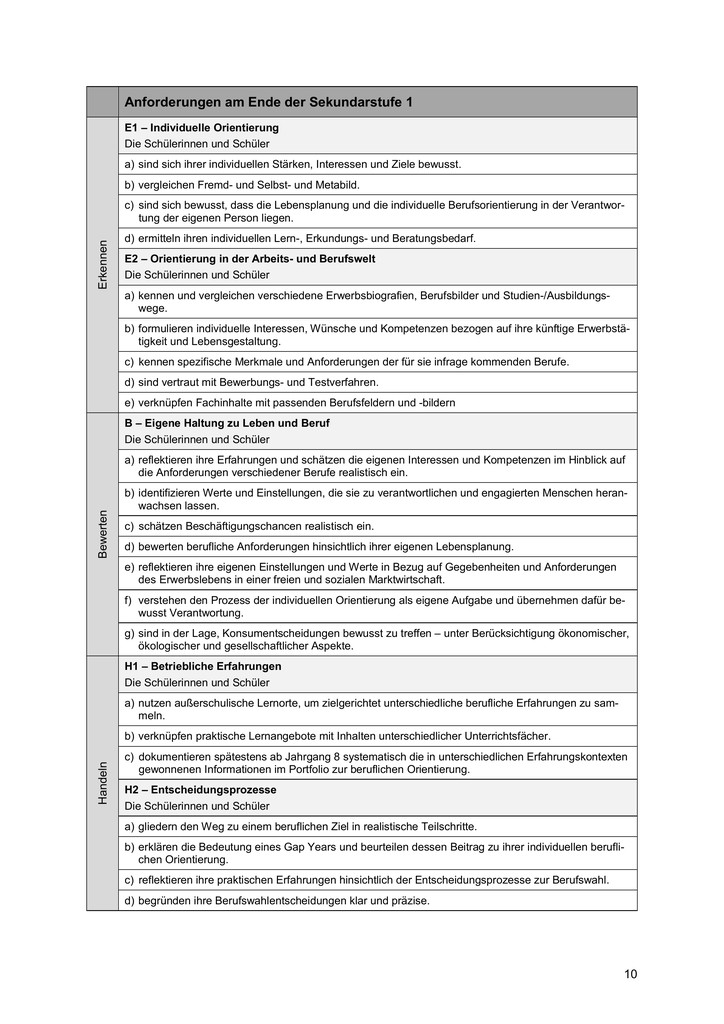 Anforderungen am Ende der Sekundarstufe 1
Erkennen
E1 – Individuelle Orientierung
Die Schülerinnen und Schüler
a) sind sich ihrer individuellen Stärken, Interessen und Ziele bewusst.
b) vergleichen Fremd- und Selbst- und Metabild.
c) sind sich bewusst, dass die Lebensplanung und die individuelle Berufsorientierung in der Verantwor-
tung der eigenen Person liegen.
d) ermitteln ihren individuellen Lern-, Erkundungs- und Beratungsbedarf.
E2 – Orientierung in der Arbeits- und Berufswelt
Die Schülerinnen und Schüler
a) kennen und vergleichen verschiedene Erwerbsbiografien, Berufsbilder und Studien-/Ausbildungs-
wege.
b) formulieren individuelle Interessen, Wünsche und Kompetenzen bezogen auf ihre künftige Erwerbstä-
tigkeit und Lebensgestaltung.
c) kennen spezifische Merkmale und Anforderungen der für sie infrage kommenden Berufe.
d) sind vertraut mit Bewerbungs- und Testverfahren.
e) verknüpfen Fachinhalte mit passenden Berufsfeldern und -bildern
Bewerten
B – Eigene Haltung zu Leben und Beruf
Die Schülerinnen und Schüler
a) reflektieren ihre Erfahrungen und schätzen die eigenen Interessen und Kompetenzen im Hinblick auf
die Anforderungen verschiedener Berufe realistisch ein.
b) identifizieren Werte und Einstellungen, die sie zu verantwortlichen und engagierten Menschen heran-
wachsen lassen.
c) schätzen Beschäftigungschancen realistisch ein.
d) bewerten berufliche Anforderungen hinsichtlich ihrer eigenen Lebensplanung.
e) reflektieren ihre eigenen Einstellungen und Werte in Bezug auf Gegebenheiten und Anforderungen
des Erwerbslebens in einer freien und sozialen Marktwirtschaft.
f) verstehen den Prozess der individuellen Orientierung als eigene Aufgabe und übernehmen dafür be-
wusst Verantwortung.
g) sind in der Lage, Konsumentscheidungen bewusst zu treffen – unter Berücksichtigung ökonomischer,
ökologischer und gesellschaftlicher Aspekte.
Handeln
H1 – Betriebliche Erfahrungen
Die Schülerinnen und Schüler
a) nutzen außerschulische Lernorte, um zielgerichtet unterschiedliche berufliche Erfahrungen zu sam-
meln.
b) verknüpfen praktische Lernangebote mit Inhalten unterschiedlicher Unterrichtsfächer.
c) dokumentieren spätestens ab Jahrgang 8 systematisch die in unterschiedlichen Erfahrungskontexten
gewonnenen Informationen im Portfolio zur beruflichen Orientierung.
H2 – Entscheidungsprozesse
Die Schülerinnen und Schüler
a) gliedern den Weg zu einem beruflichen Ziel in realistische Teilschritte.
b) erklären die Bedeutung eines Gap Years und beurteilen dessen Beitrag zu ihrer individuellen berufli-
chen Orientierung.
c) reflektieren ihre praktischen Erfahrungen hinsichtlich der Entscheidungsprozesse zur Berufswahl.
d) begründen ihre Berufswahlentscheidungen klar und präzise.
10